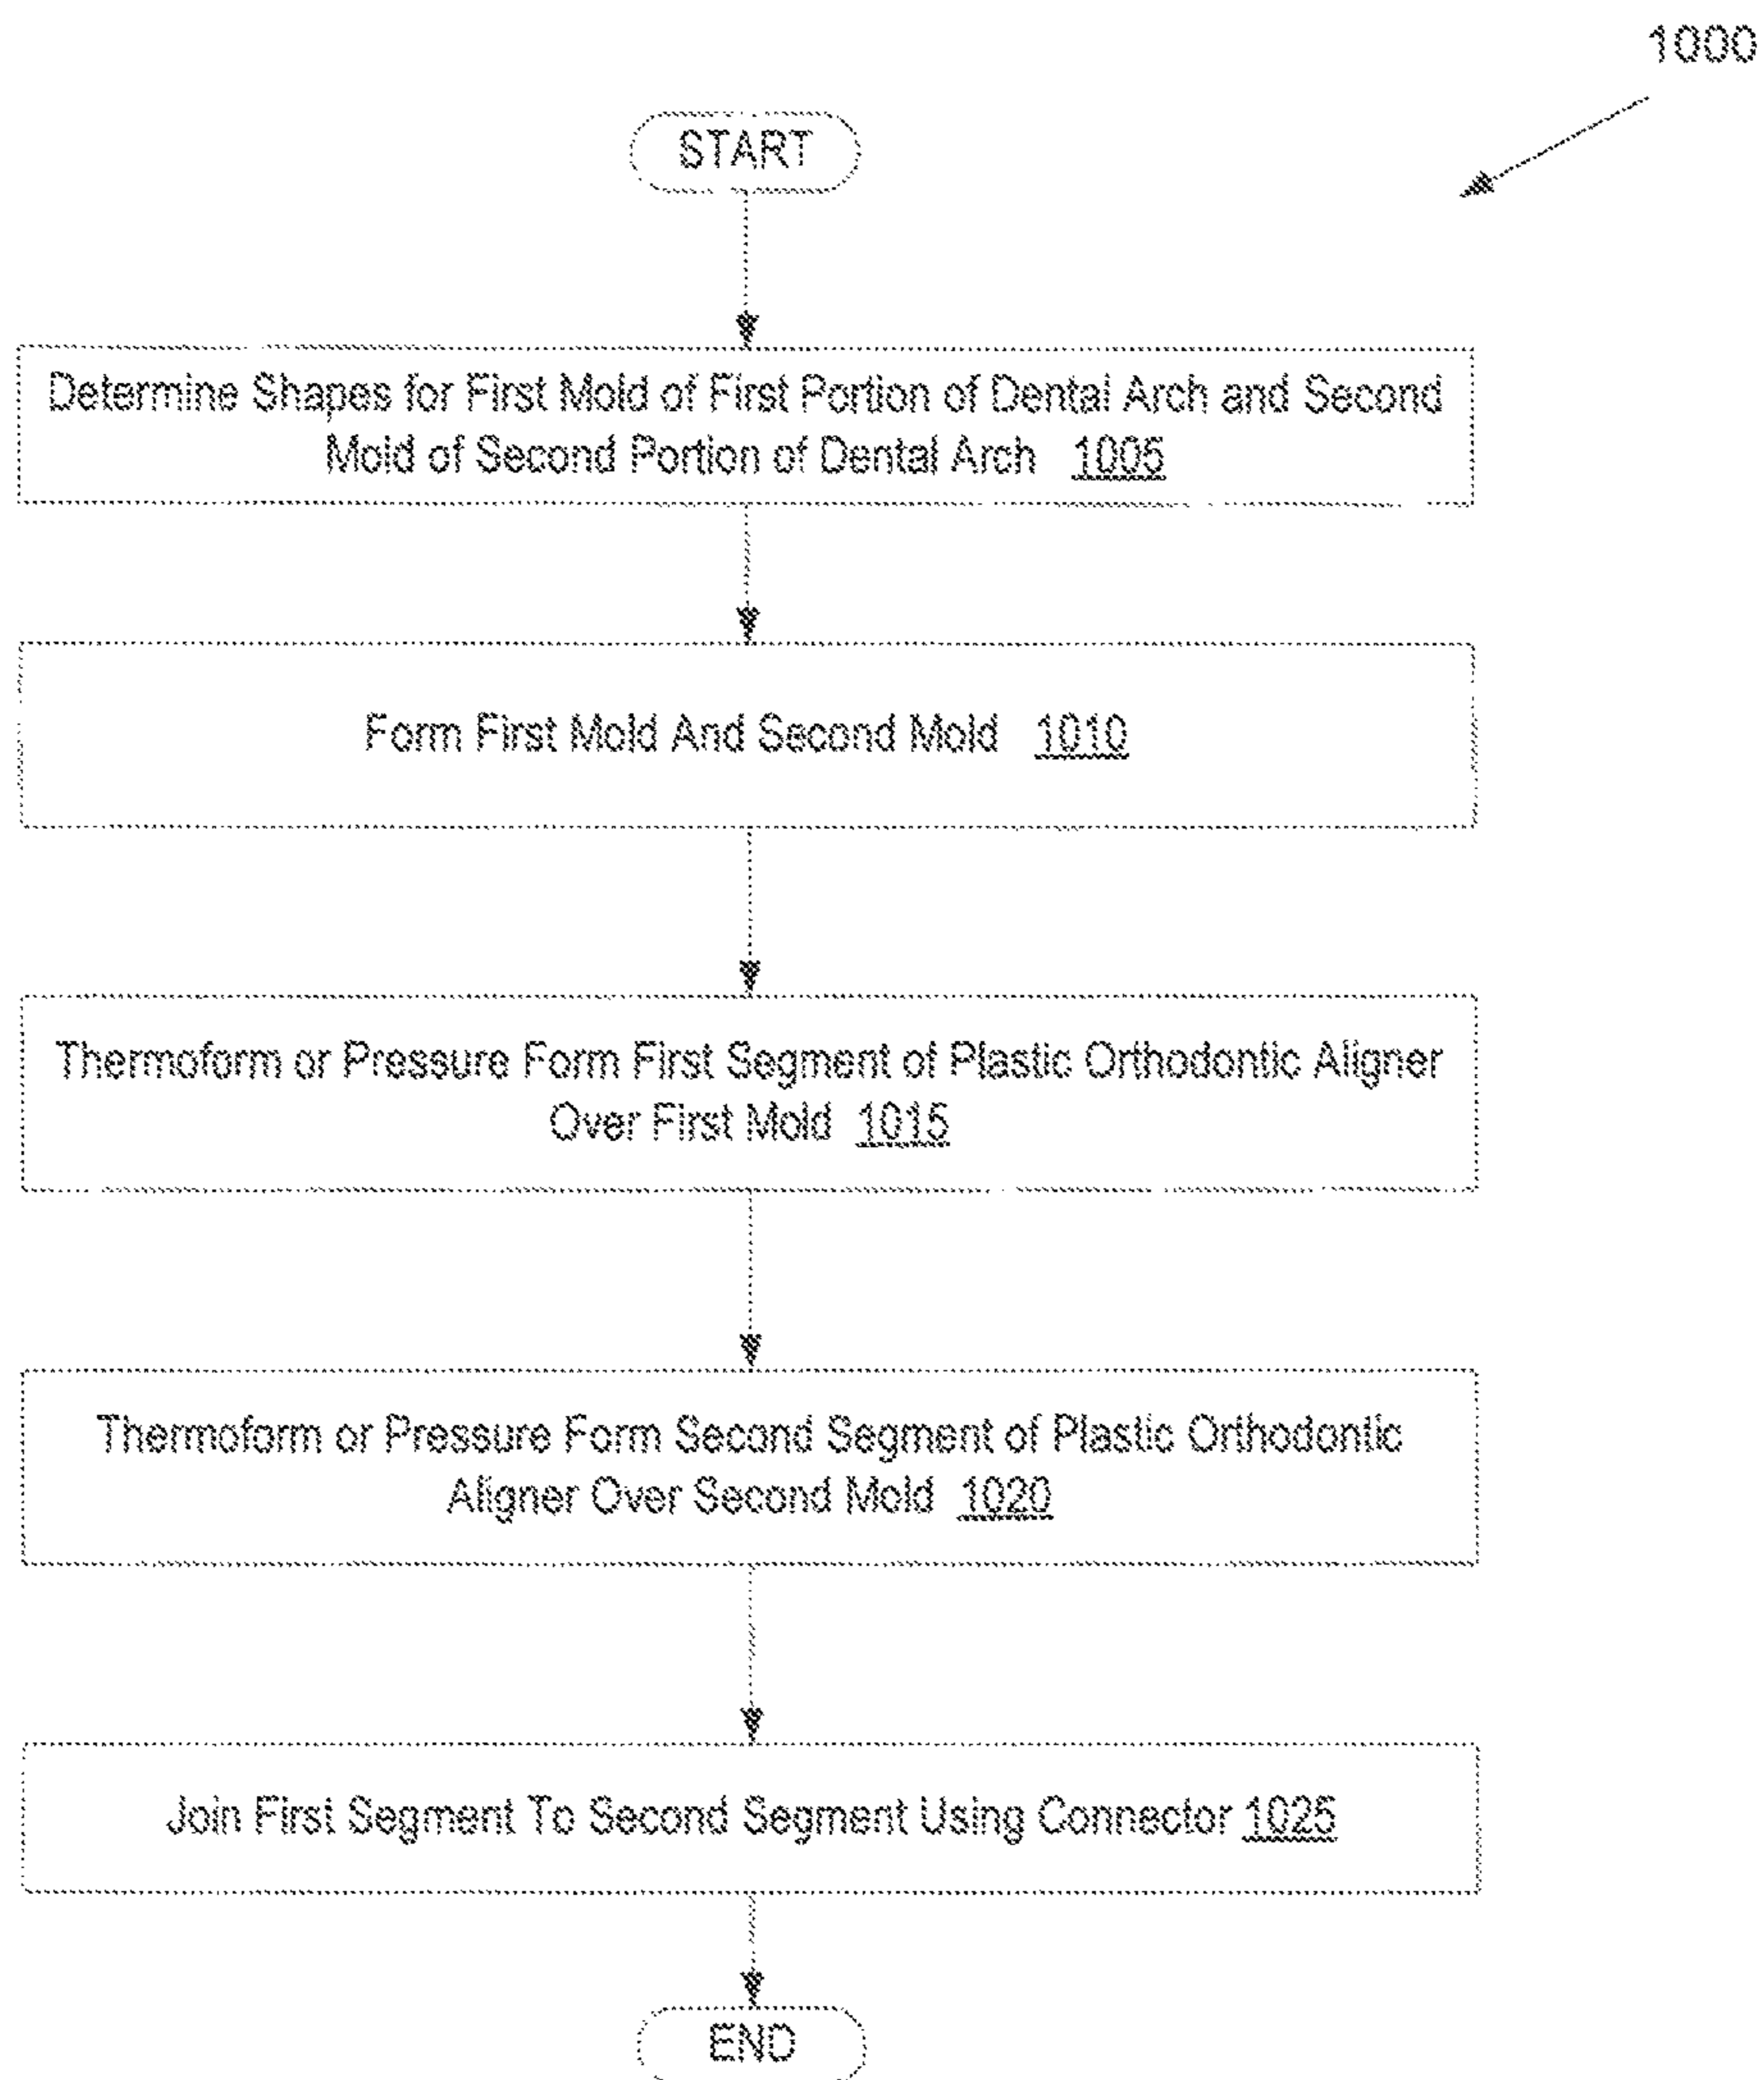 1000
START
Determine Shapes for First Mold of First Portion of Dental Arch and Second
Mold of Second Portion of Dental Arch 1005
Form First Mold And Second Mold 1010
Thermoform or Pressure Form First Segment of Plastic Orthodontic Aligner
Over First Mold 1015
Thermoform or Pressure Form Second Segment of Plastic Orthodontic
Aligner Over Second Mold 1020
Join First Segment To Second Segment Using Connector 1025
END